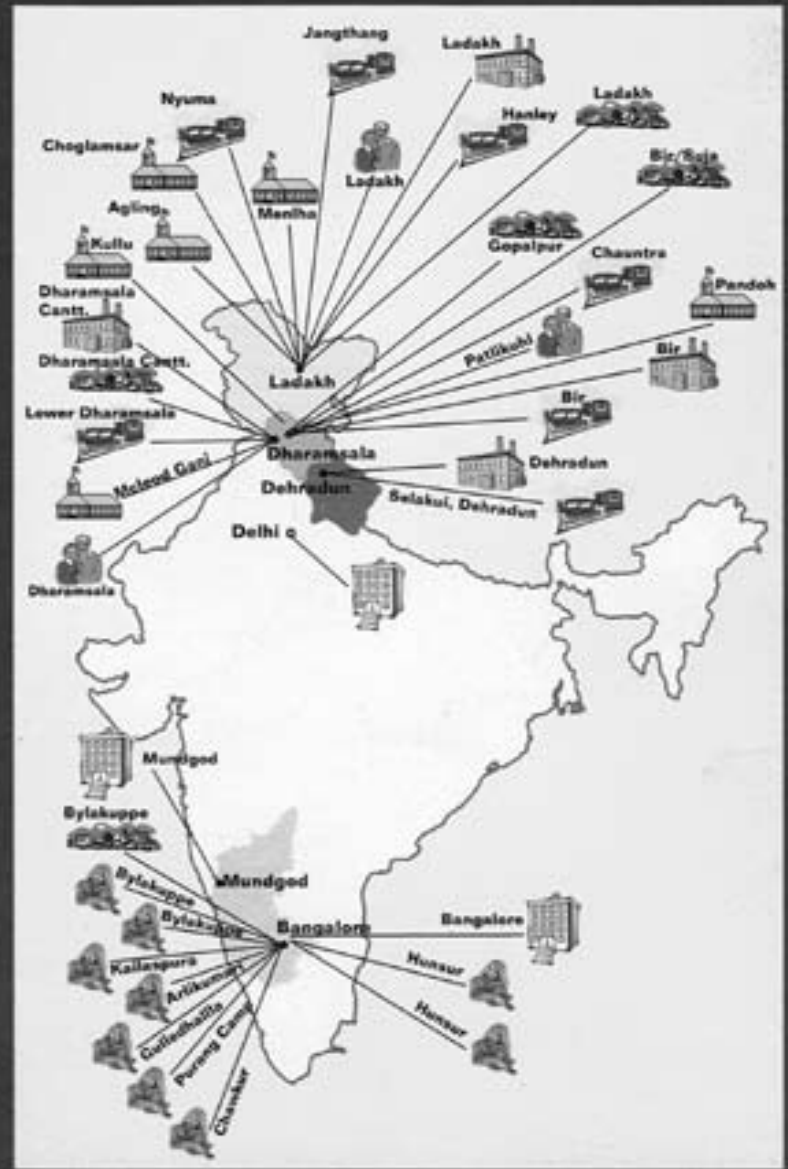 Jangthang
Ladakh
Nyuma
Ladakh
Hanley
Choglamsar
Bir/Suja
Ladakh
Menlha
Agling
Gopalpur
Kullu
Chauntra
Pandoh
Dharamsala
Cantt.
Patlikuhl
Bir
Dharamsala Cantt.
Ladakh
Lower Dharamsala
Bir
Mcleod Ganj
Dharamsala
Dehradun
Dehradun
Selakui, Dehradun
Delhi
Dharamsala
Mundgod
Bylakuppe
Bylakuppe
Mundgod
Bylakuppe
Bangalore
Bangalore
Kailaspura
Hunsur
Arlikumari
Hunsur
Gulledhalla
Purang Camp
Chawkur